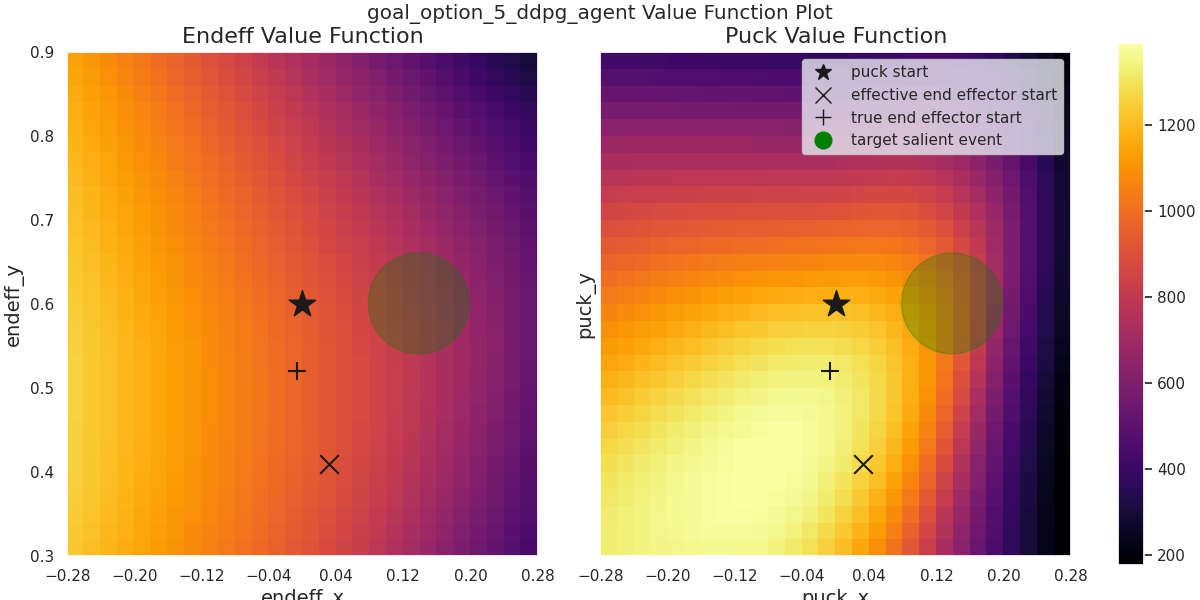 goal_option_5_ddpg_agent Value Function Plot
Endeff Value Function
Puck Value Function
puck start
effective end effector start
true end effector start
target salient event
endeff_y
0.9
0.8
0.7
0.6
0.5
0.4
0.3
−0.28 −0.20 −0.12 −0.04 0.04 0.12 0.20 0.28
endeff_x
puck_y
−0.28 −0.20 −0.12 −0.04 0.04 0.12 0.20 0.28
puck_x
1200
1000
800
600
400
200